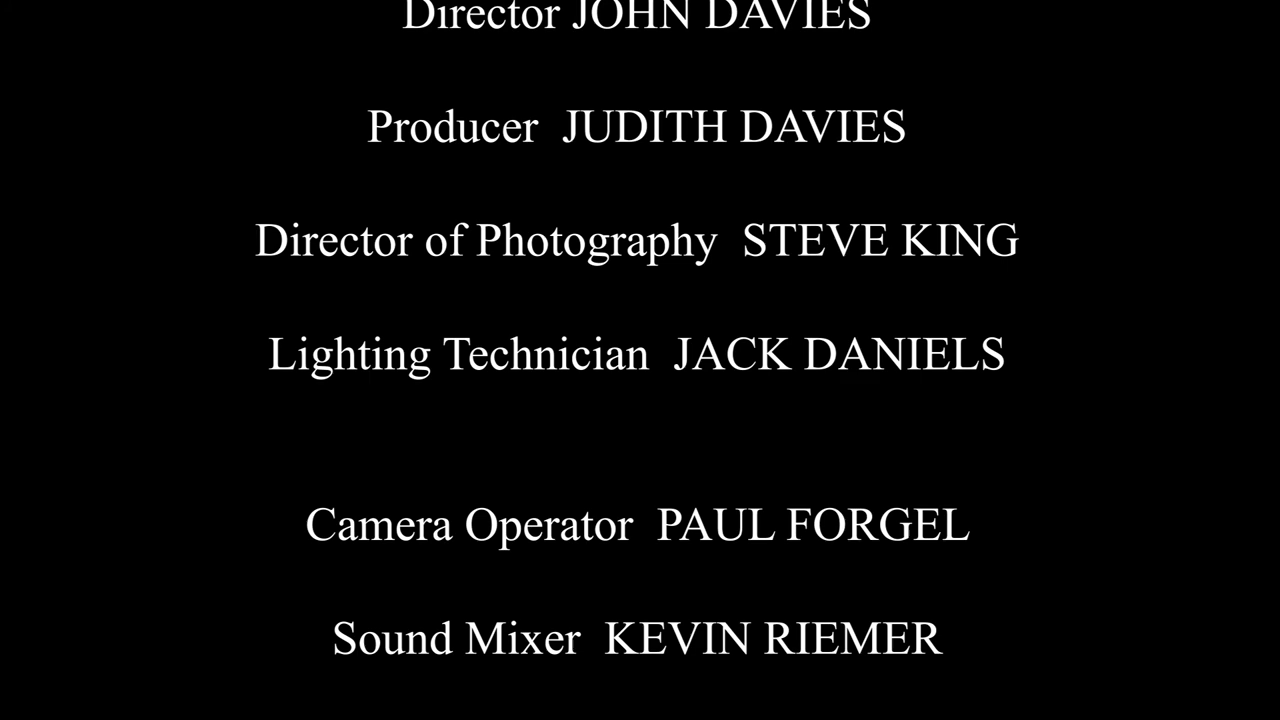 Director JOHN DAVIES
Producer JUDITH DAVIES
Director of Photography STEVE KING
Lighting Technician JACK DANIELS
Camera Operator PAUL FORGEL
Sound Mixer KEVIN RIEMER